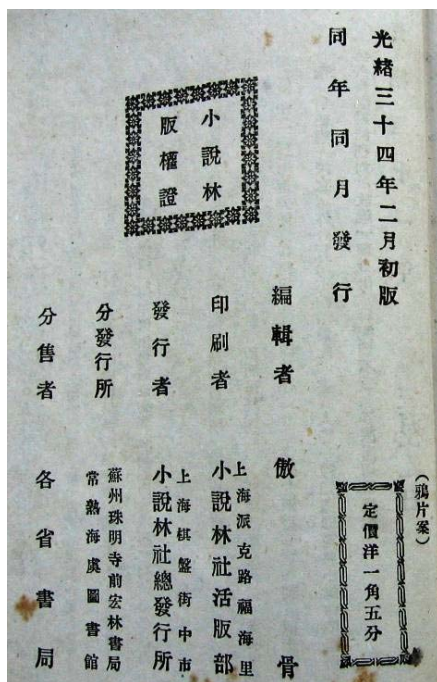 光緒三十四年二月初版
同年同月發行
（鴉片案）
定價洋一角五分
小說林
版權證
編輯者　傲骨
印刷者　上海派克路福海里
小說林社活版部
發行者　上海棋盤街中市
小說林社總發行所
分發行所　蘇州珠明寺前宏林書局
常熟海虞圖書館
分售者　各省書局